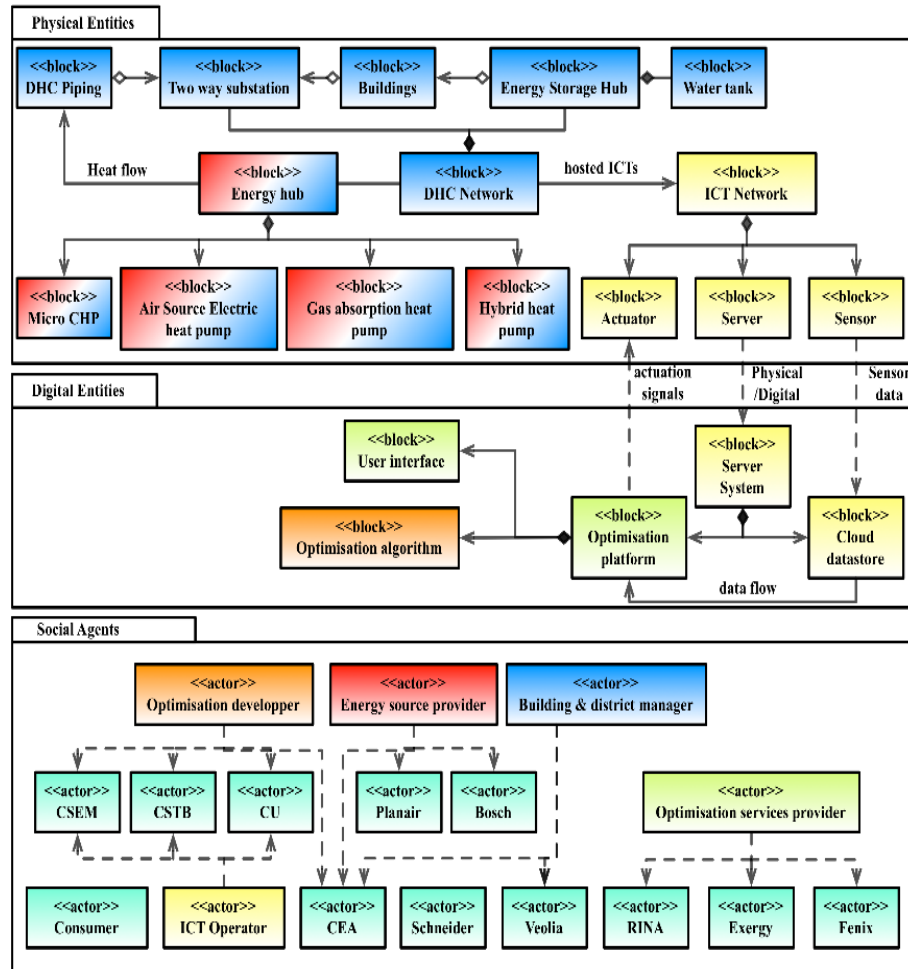 Physical Entities
<<block>>
DHC Piping
<<block>>
Two way substation
<<block>>
Buildings
<<block>>
Energy Storage Hub
<<block>>
Water tank
Heat flow
<<block>>
Energy hub
<<block>>
DHC Network
hosted ICTs
<<block>>
ICT Network
<<block>>
Micro CHP
<<block>>
Air Source Electric
heat pump
<<block>>
Gas absorption heat
pump
<<block>>
Hybrid heat
pump
<<block>>
Actuator
<<block>>
Server
<<block>>
Sensor
actuation
signals
Physical
/Digital
Sensor
data
Digital Entities
<<block>>
User interface
<<block>>
Server
System
<<block>>
Optimisation algorithm
<<block>>
Optimisation
platform
<<block>>
Cloud
datastore
data flow
Social Agents
<<actor>>
Optimisation developper
<<actor>>
Energy source provider
<<actor>>
Building & district manager
<<actor>>
CSEM
<<actor>>
CSTB
<<actor>>
CU
<<actor>>
Planair
<<actor>>
Bosch
<<actor>>
Optimisation services provider
<<actor>>
Consumer
<<actor>>
ICT Operator
<<actor>>
CEA
<<actor>>
Schneider
<<actor>>
Veolia
<<actor>>
RINA
<<actor>>
Exergy
<<actor>>
Fenix